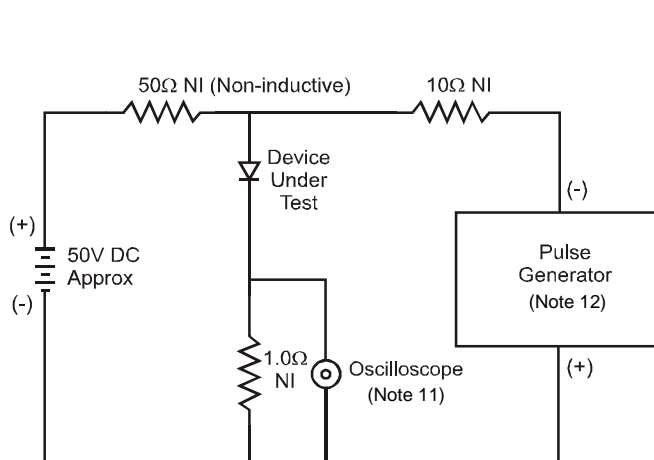 50Ω NI (Non-inductive)
10Ω NI
Device
Under
Test
(-)
(+)
50V DC
Approx
(-)
Pulse
Generator
(Note 12)
1.0Ω
NI
Oscilloscope
(Note 11)
(+)